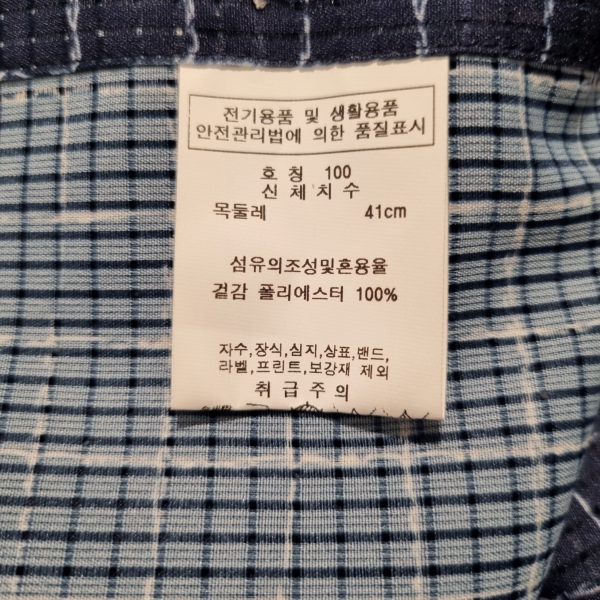 전기용품 및 생활용품
안전관리법에 의한 품질표시
호 칭 100
신 체 치 수
목둘레 41cm
섬유의조성및혼용율
겉감 폴리에스터 100%
자수,장식,심지,상표,밴드,
라벨,프린트,보강재 제외
취 급 주 의